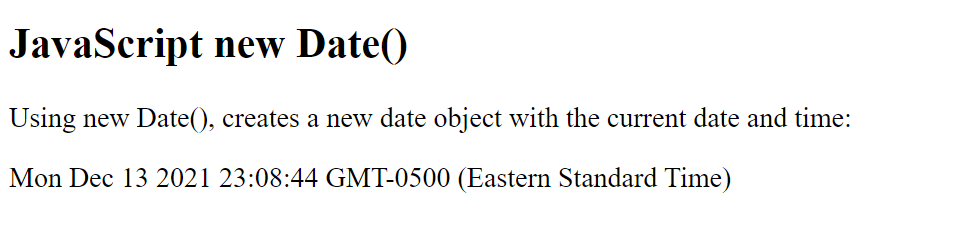 JavaScript new Date()
Using new Date(), creates a new date object with the current date and time:
Mon Dec 13 2021 23:08:44 GMT-0500 (Eastern Standard Time)